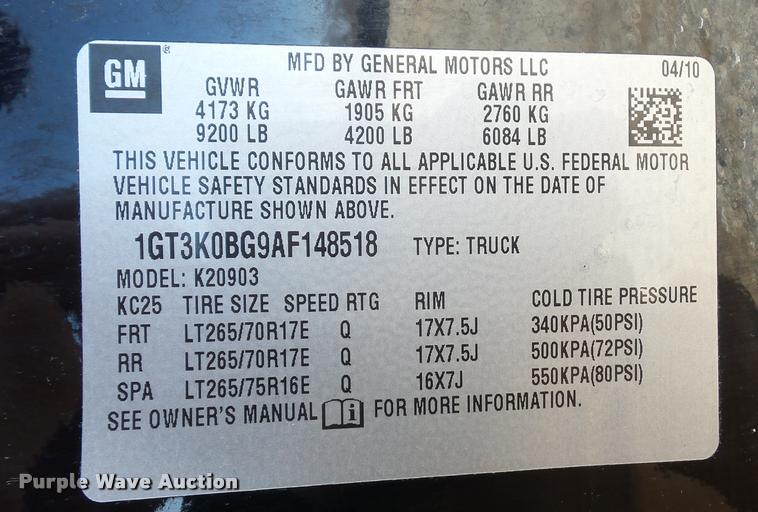 GM ®
MFD BY GENERAL MOTORS LLC 04/10
GVWR GAWR FRT GAWR RR
4173 KG 1905 KG 2760 KG
9200 LB 4200 LB 6084 LB
THIS VEHICLE CONFORMS TO ALL APPLICABLE U.S. FEDERAL MOTOR
VEHICLE SAFETY STANDARDS IN EFFECT ON THE DATE OF
MANUFACTURE SHOWN ABOVE.
1GT3K0BG9AF148518 TYPE: TRUCK
MODEL: K20903
KC25 TIRE SIZE SPEED RTG RIM COLD TIRE PRESSURE
FRT LT265/70R17E Q 17X7.5J 340KPA(50PSI)
RR LT265/70R17E Q 17X7.5J 500KPA(72PSI)
SPA LT265/75R16E Q 16X7J 550KPA(80PSI)
SEE OWNER'S MANUAL i FOR MORE INFORMATION.
Purple Wave Auction